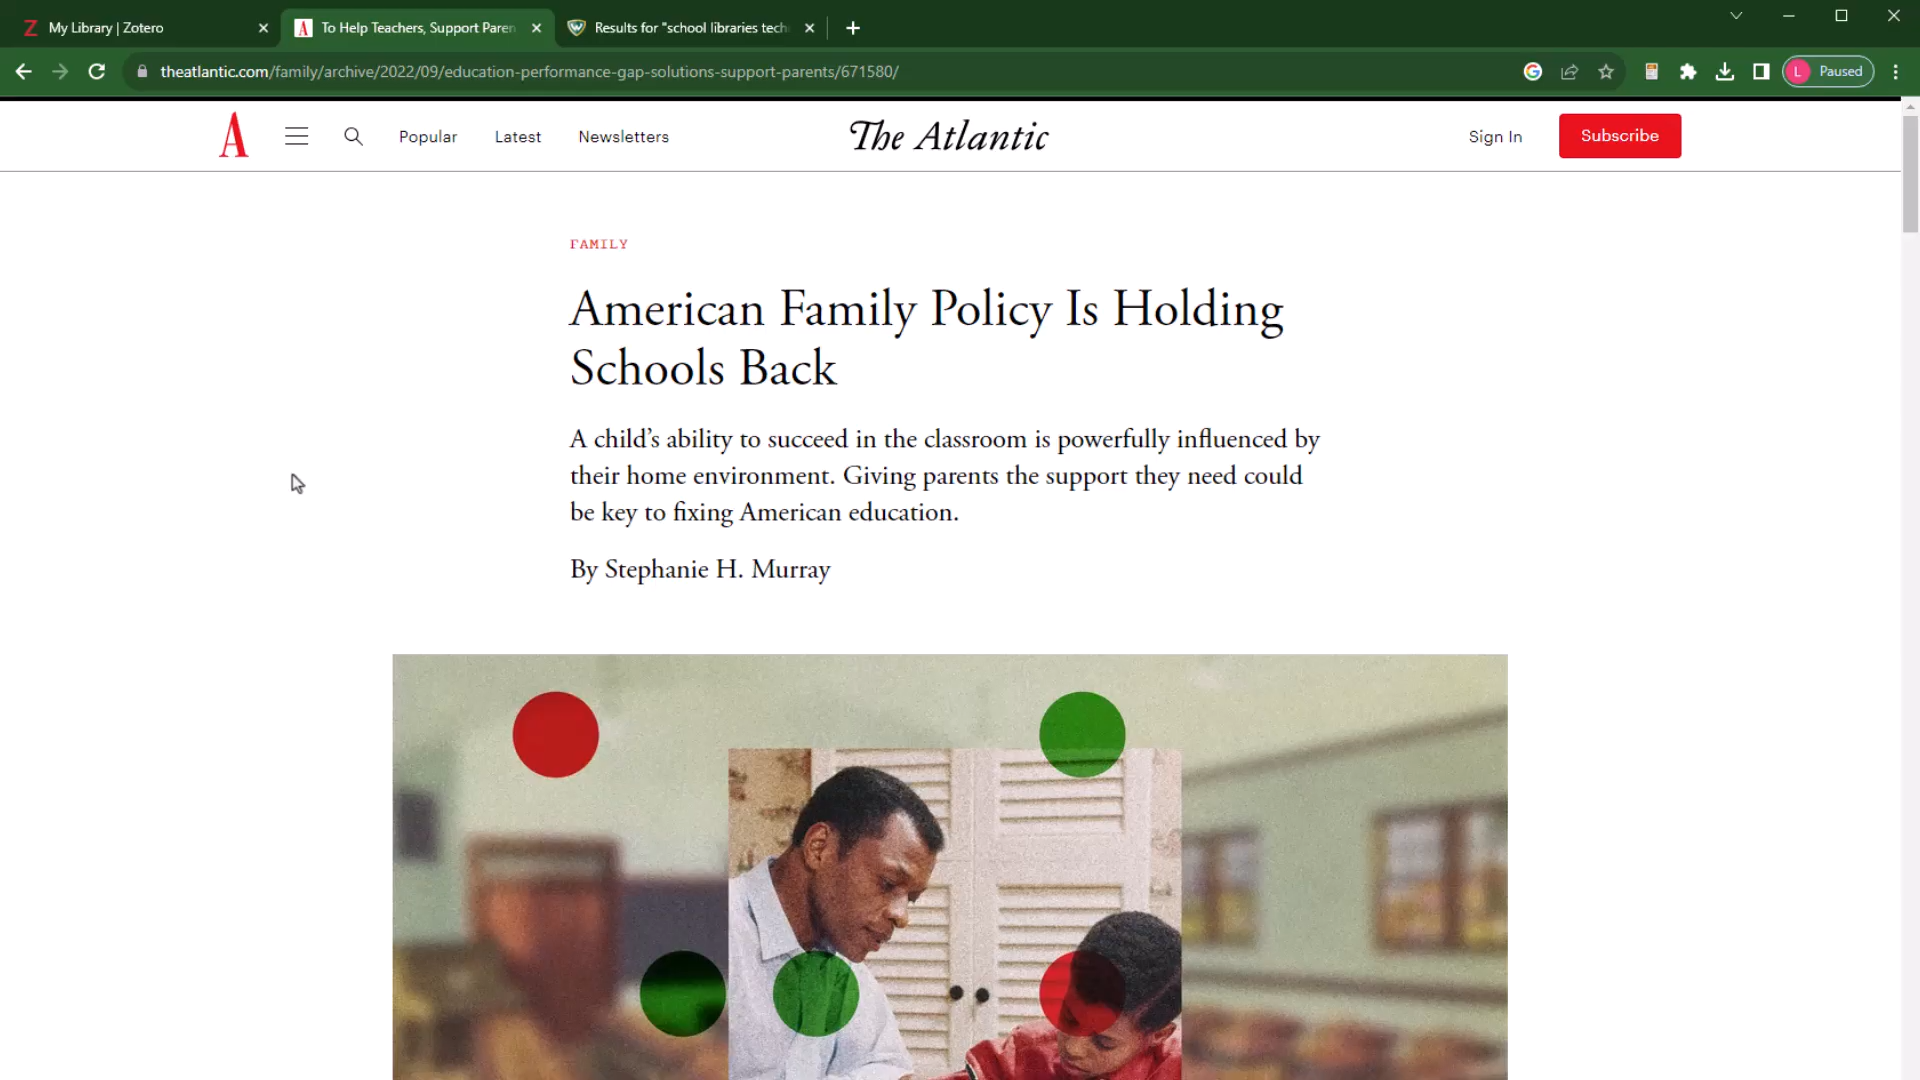 My Library | Zotero
To Help Teachers, Support Paren
Results for "school libraries tech
theatlantic.com/family/archive/2022/09/education-performance-gap-solutions-support-parents/671580/
L Paused
A
Popular
Latest
Newsletters
The Atlantic
Sign In
Subscribe
FAMILY
American Family Policy Is Holding
Schools Back
A child’s ability to succeed in the classroom is powerfully influenced by
their home environment. Giving parents the support they need could
be key to fixing American education.
By Stephanie H. Murray